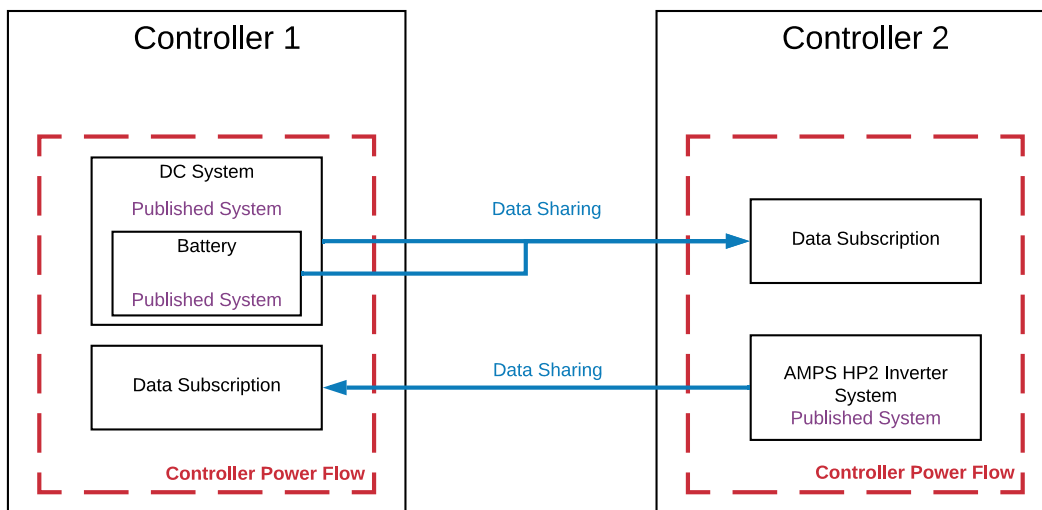 Controller 1
DC System
Published System
Battery
Published System
Data Subscription
Controller Power Flow
Data Sharing
Data Sharing
Controller 2
Data Subscription
AMPS HP2 Inverter
System
Published System
Controller Power Flow